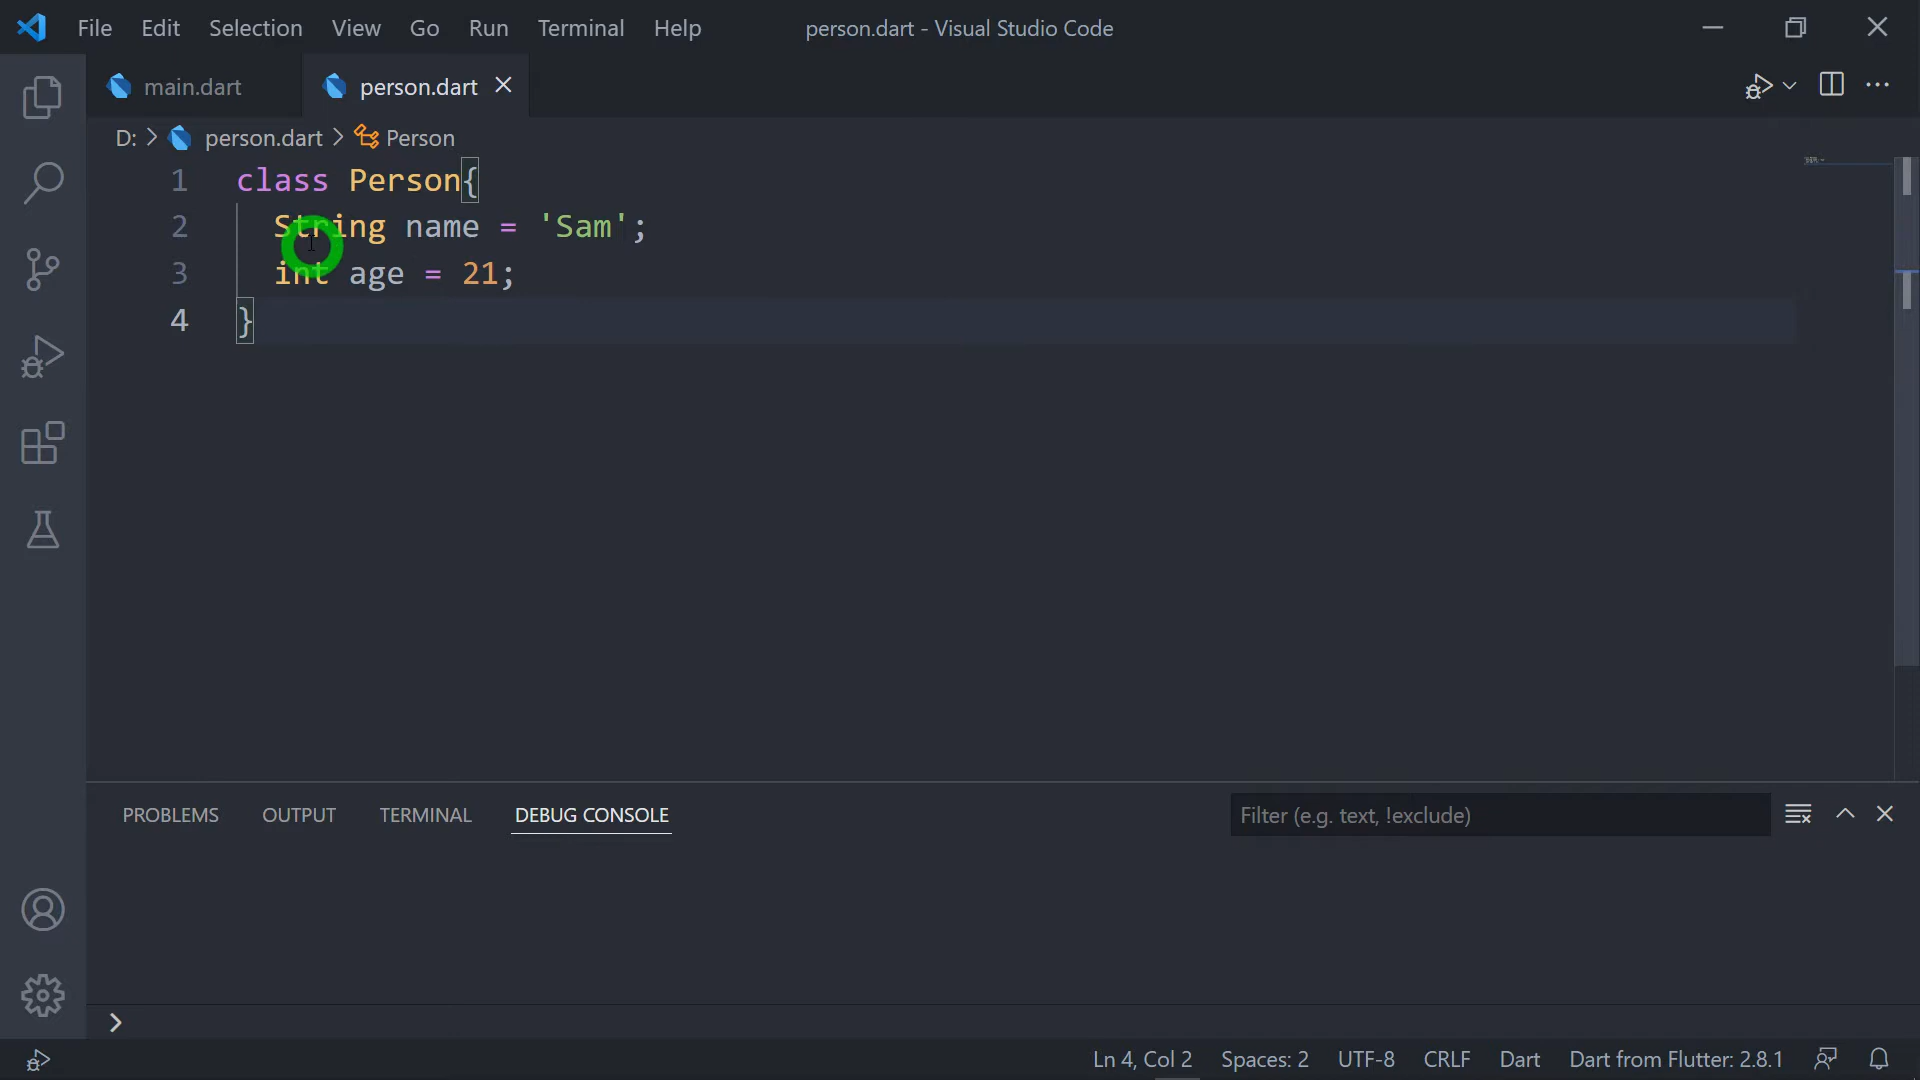 File Edit Selection View Go Run Terminal Help person.dart - Visual Studio Code
main.dart person.dart
D: > person.dart > Person
1 class Person{
2 String name = 'Sam';
3 int age = 21;
4 }
PROBLEMS OUTPUT TERMINAL DEBUG CONSOLE Filter (e.g. text, !exclude)
Ln 4, Col 2 Spaces: 2 UTF-8 CRLF Dart Dart from Flutter: 2.8.1